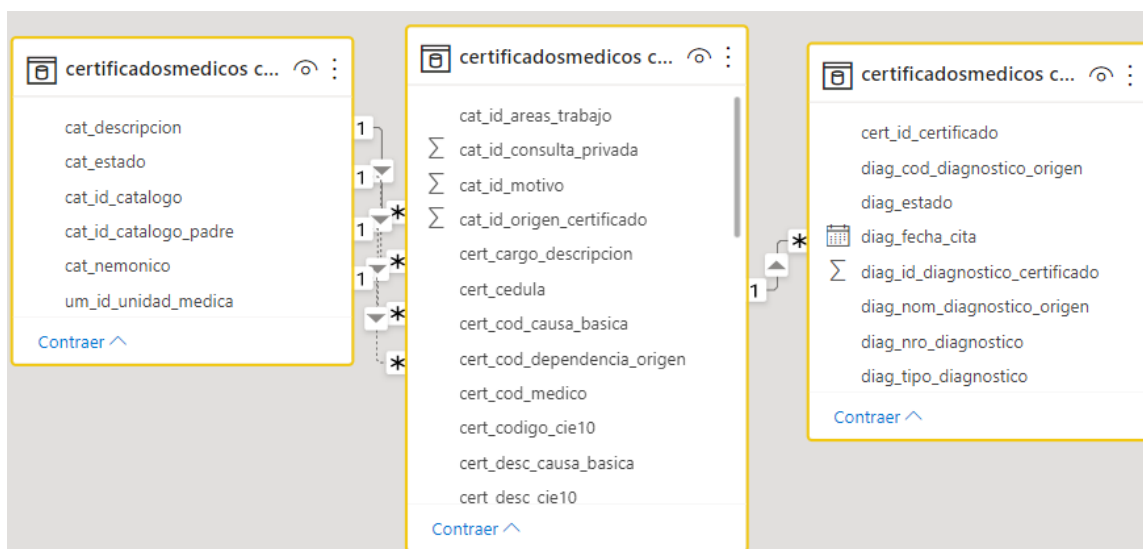 certificadosmedicos c...
cat_descripcion
cat_estado
cat_id_catalogo
cat_id_catalogo_padre
cat_nemonico
um_id_unidad_medica
Contraer
1
1
1
1
*
*
*
*
certificadosmedicos c...
cat_id_areas_trabajo
Σ cat_id_consulta_privada
Σ cat_id_motivo
Σ cat_id_origen_certificado
cert_cargo_descripcion
cert_cedula
cert_cod_causa_basica
cert_cod_dependencia_origen
cert_cod_medico
cert_codigo_cie10
cert_desc_causa_basica
cert_desc_cie10
Contraer
1
*
certificadosmedicos c...
cert_id_certificado
diag_cod_diagnostico_origen
diag_estado
diag_fecha_cita
Σ diag_id_diagnostico_certificado
diag_nom_diagnostico_origen
diag_nro_diagnostico
diag_tipo_diagnostico
Contraer